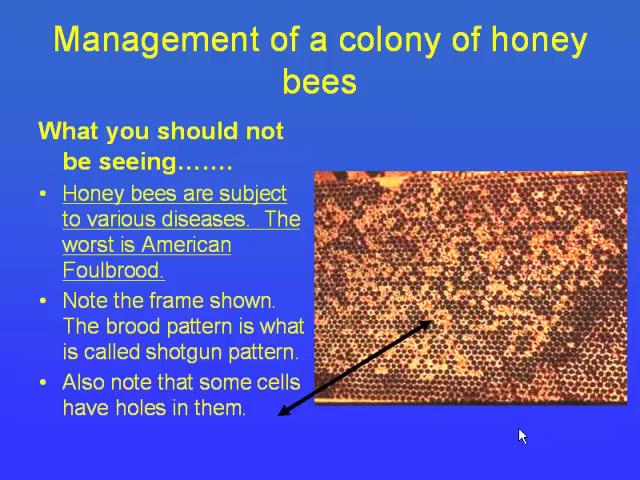 Management of a colony of honey
bees
What you should not
be seeing…….
• Honey bees are subject
to various diseases.  The
worst is American
Foulbrood.
• Note the frame shown.
The brood pattern is what
is called shotgun pattern.
• Also note that some cells
have holes in them.